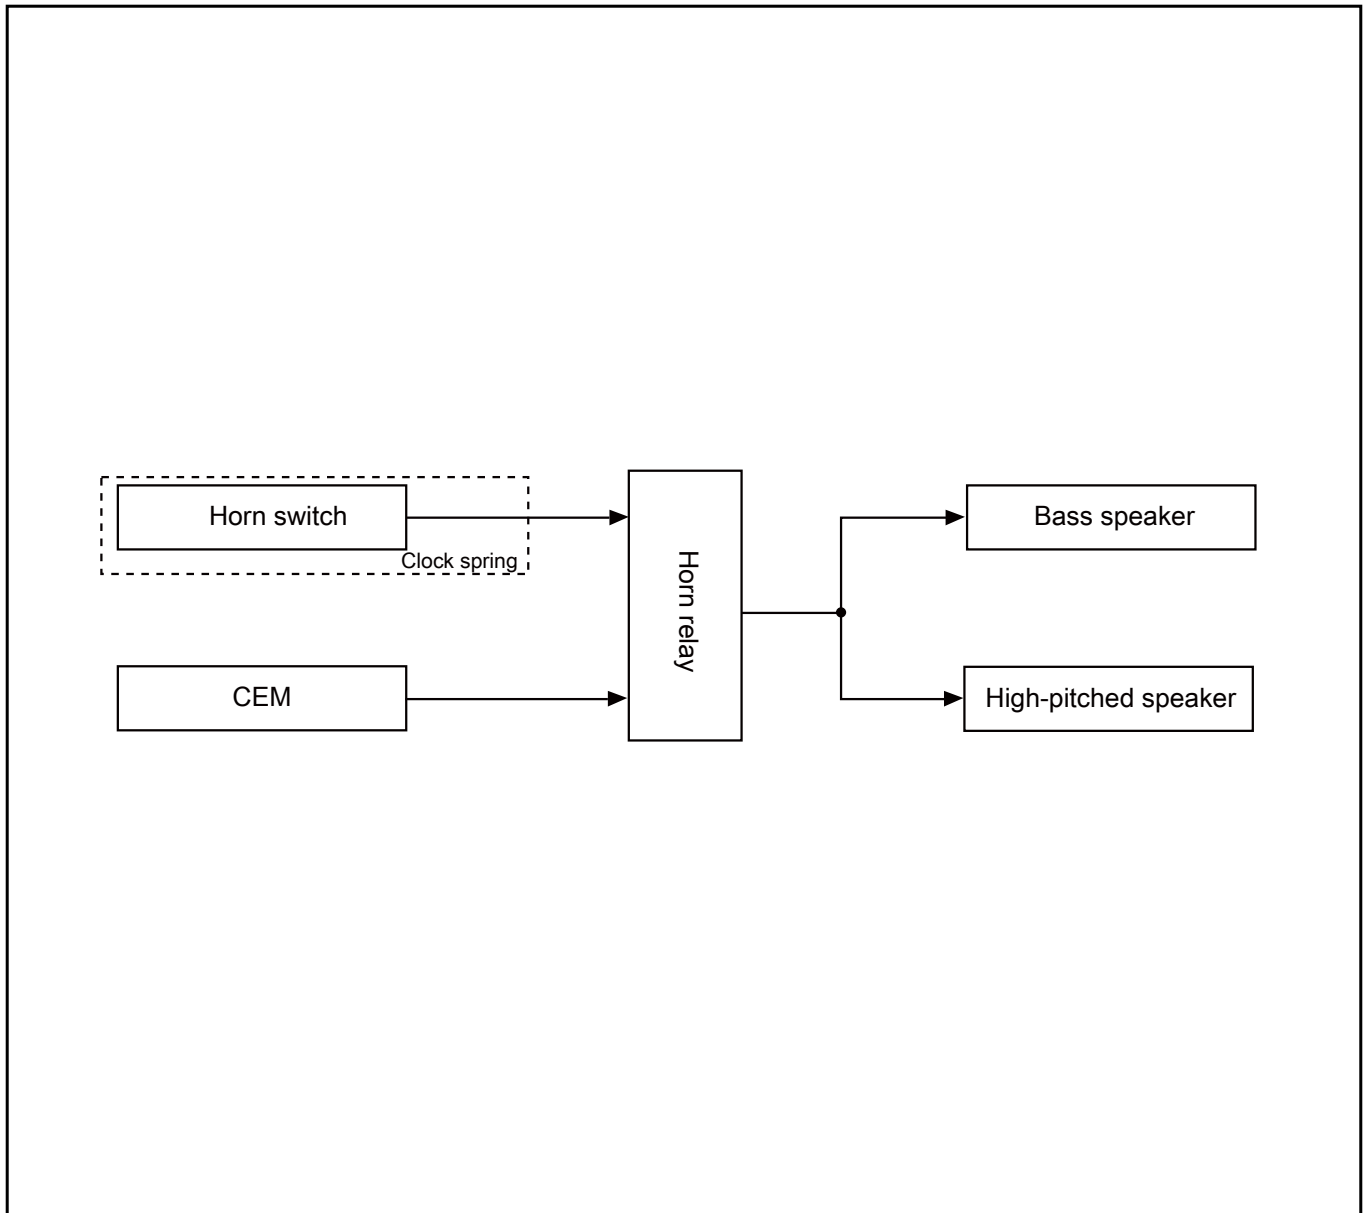 Horn switch
Clock spring
CEM
Horn relay
Bass speaker
High-pitched speaker